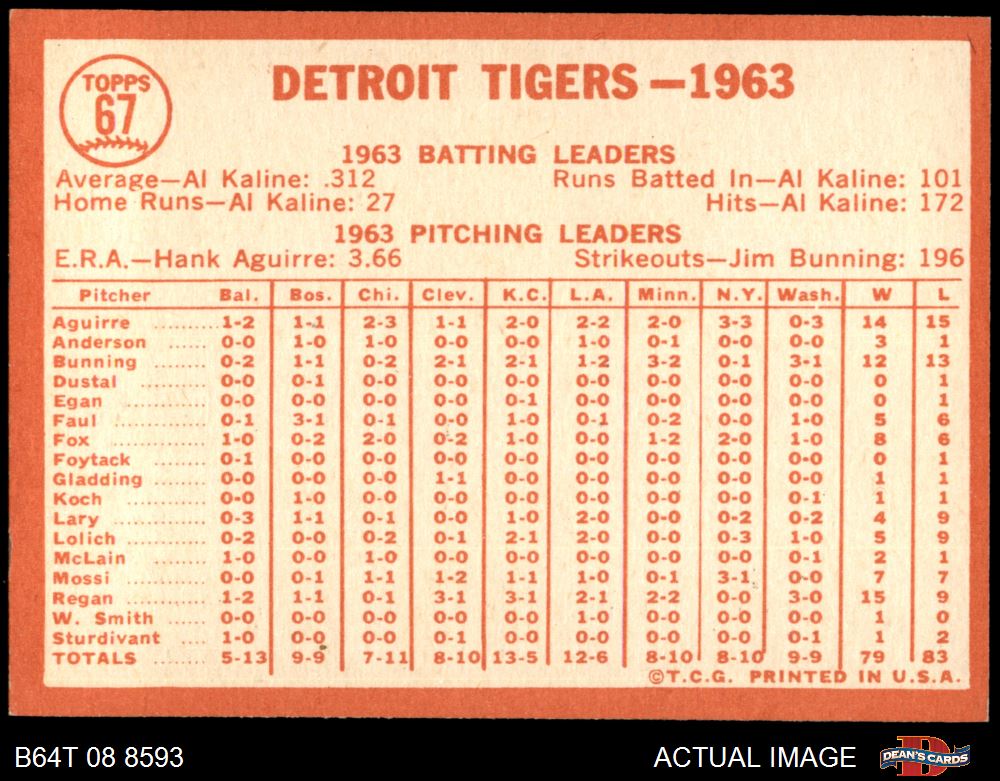 TOPPS
67
DETROIT TIGERS—1963
1963 BATTING LEADERS
Average—Al Kaline: .312 Runs Batted In—Al Kaline: 101
Home Runs—Al Kaline: 27 Hits—Al Kaline: 172
1963 PITCHING LEADERS
E.R.A.—Hank Aguirre: 3.66 Strikeouts—Jim Bunning: 196
Pitcher Bal. Bos. Chi. Clev. K.C. L.A. Minn. N.Y. Wash. W L
Aguirre .......... 1-2 1-1 2-3 1-1 2-0 2-2 2-0 3-3 0-3 14 15
Anderson ...... 0-0 1-0 1-0 0-0 0-0 1-0 0-1 0-0 0-0 3 1
Bunning ........ 0-2 1-1 0-2 2-1 2-1 1-2 3-2 0-1 3-1 12 13
Dustal .......... 0-0 0-1 0-0 0-0 0-0 0-0 0-0 0-0 0-0 0 1
Egan ............ 0-0 0-0 0-0 0-0 0-1 0-0 0-0 0-0 0-0 0 1
Faul .............. 0-1 3-1 0-1 0-0 1-0 0-1 0-2 0-0 1-0 5 6
Fox .............. 1-0 0-2 2-0 0-2 1-0 0-0 1-2 2-0 1-0 8 6
Foytack ........ 0-1 0-0 0-0 0-0 0-0 0-0 0-0 0-0 0-0 0 1
Gladding ...... 0-0 0-0 0-0 1-1 0-0 0-0 0-0 0-0 0-0 1 1
Koch ............ 0-0 1-0 0-0 0-0 0-0 0-0 0-0 0-0 0-1 1 1
Lary .............. 0-3 1-1 0-1 0-0 1-0 2-0 0-0 0-2 0-2 4 9
Lolich .......... 0-2 0-0 0-2 0-1 2-1 2-0 0-0 0-3 1-0 5 9
McLain ........ 1-0 0-0 1-0 0-0 0-0 0-0 0-0 0-0 0-1 2 1
Mossi ............ 0-0 0-1 1-1 1-2 1-1 1-0 0-1 3-1 0-0 7 7
Regan .......... 1-2 1-1 0-1 3-1 3-1 2-1 2-2 0-0 3-0 15 9
W. Smith ...... 0-0 0-0 0-0 0-0 0-0 1-0 0-0 0-0 0-0 1 0
Sturdivant .... 1-0 0-0 0-0 0-1 0-0 0-0 0-0 0-0 0-1 1 2
TOTALS ........ 5-13 9-9 7-11 8-10 13-5 12-6 8-10 8-10 9-9 79 83
©T.C.G. PRINTED IN U.S.A.
B64T 08 8593 ACTUAL IMAGE DEAN'S CARDS